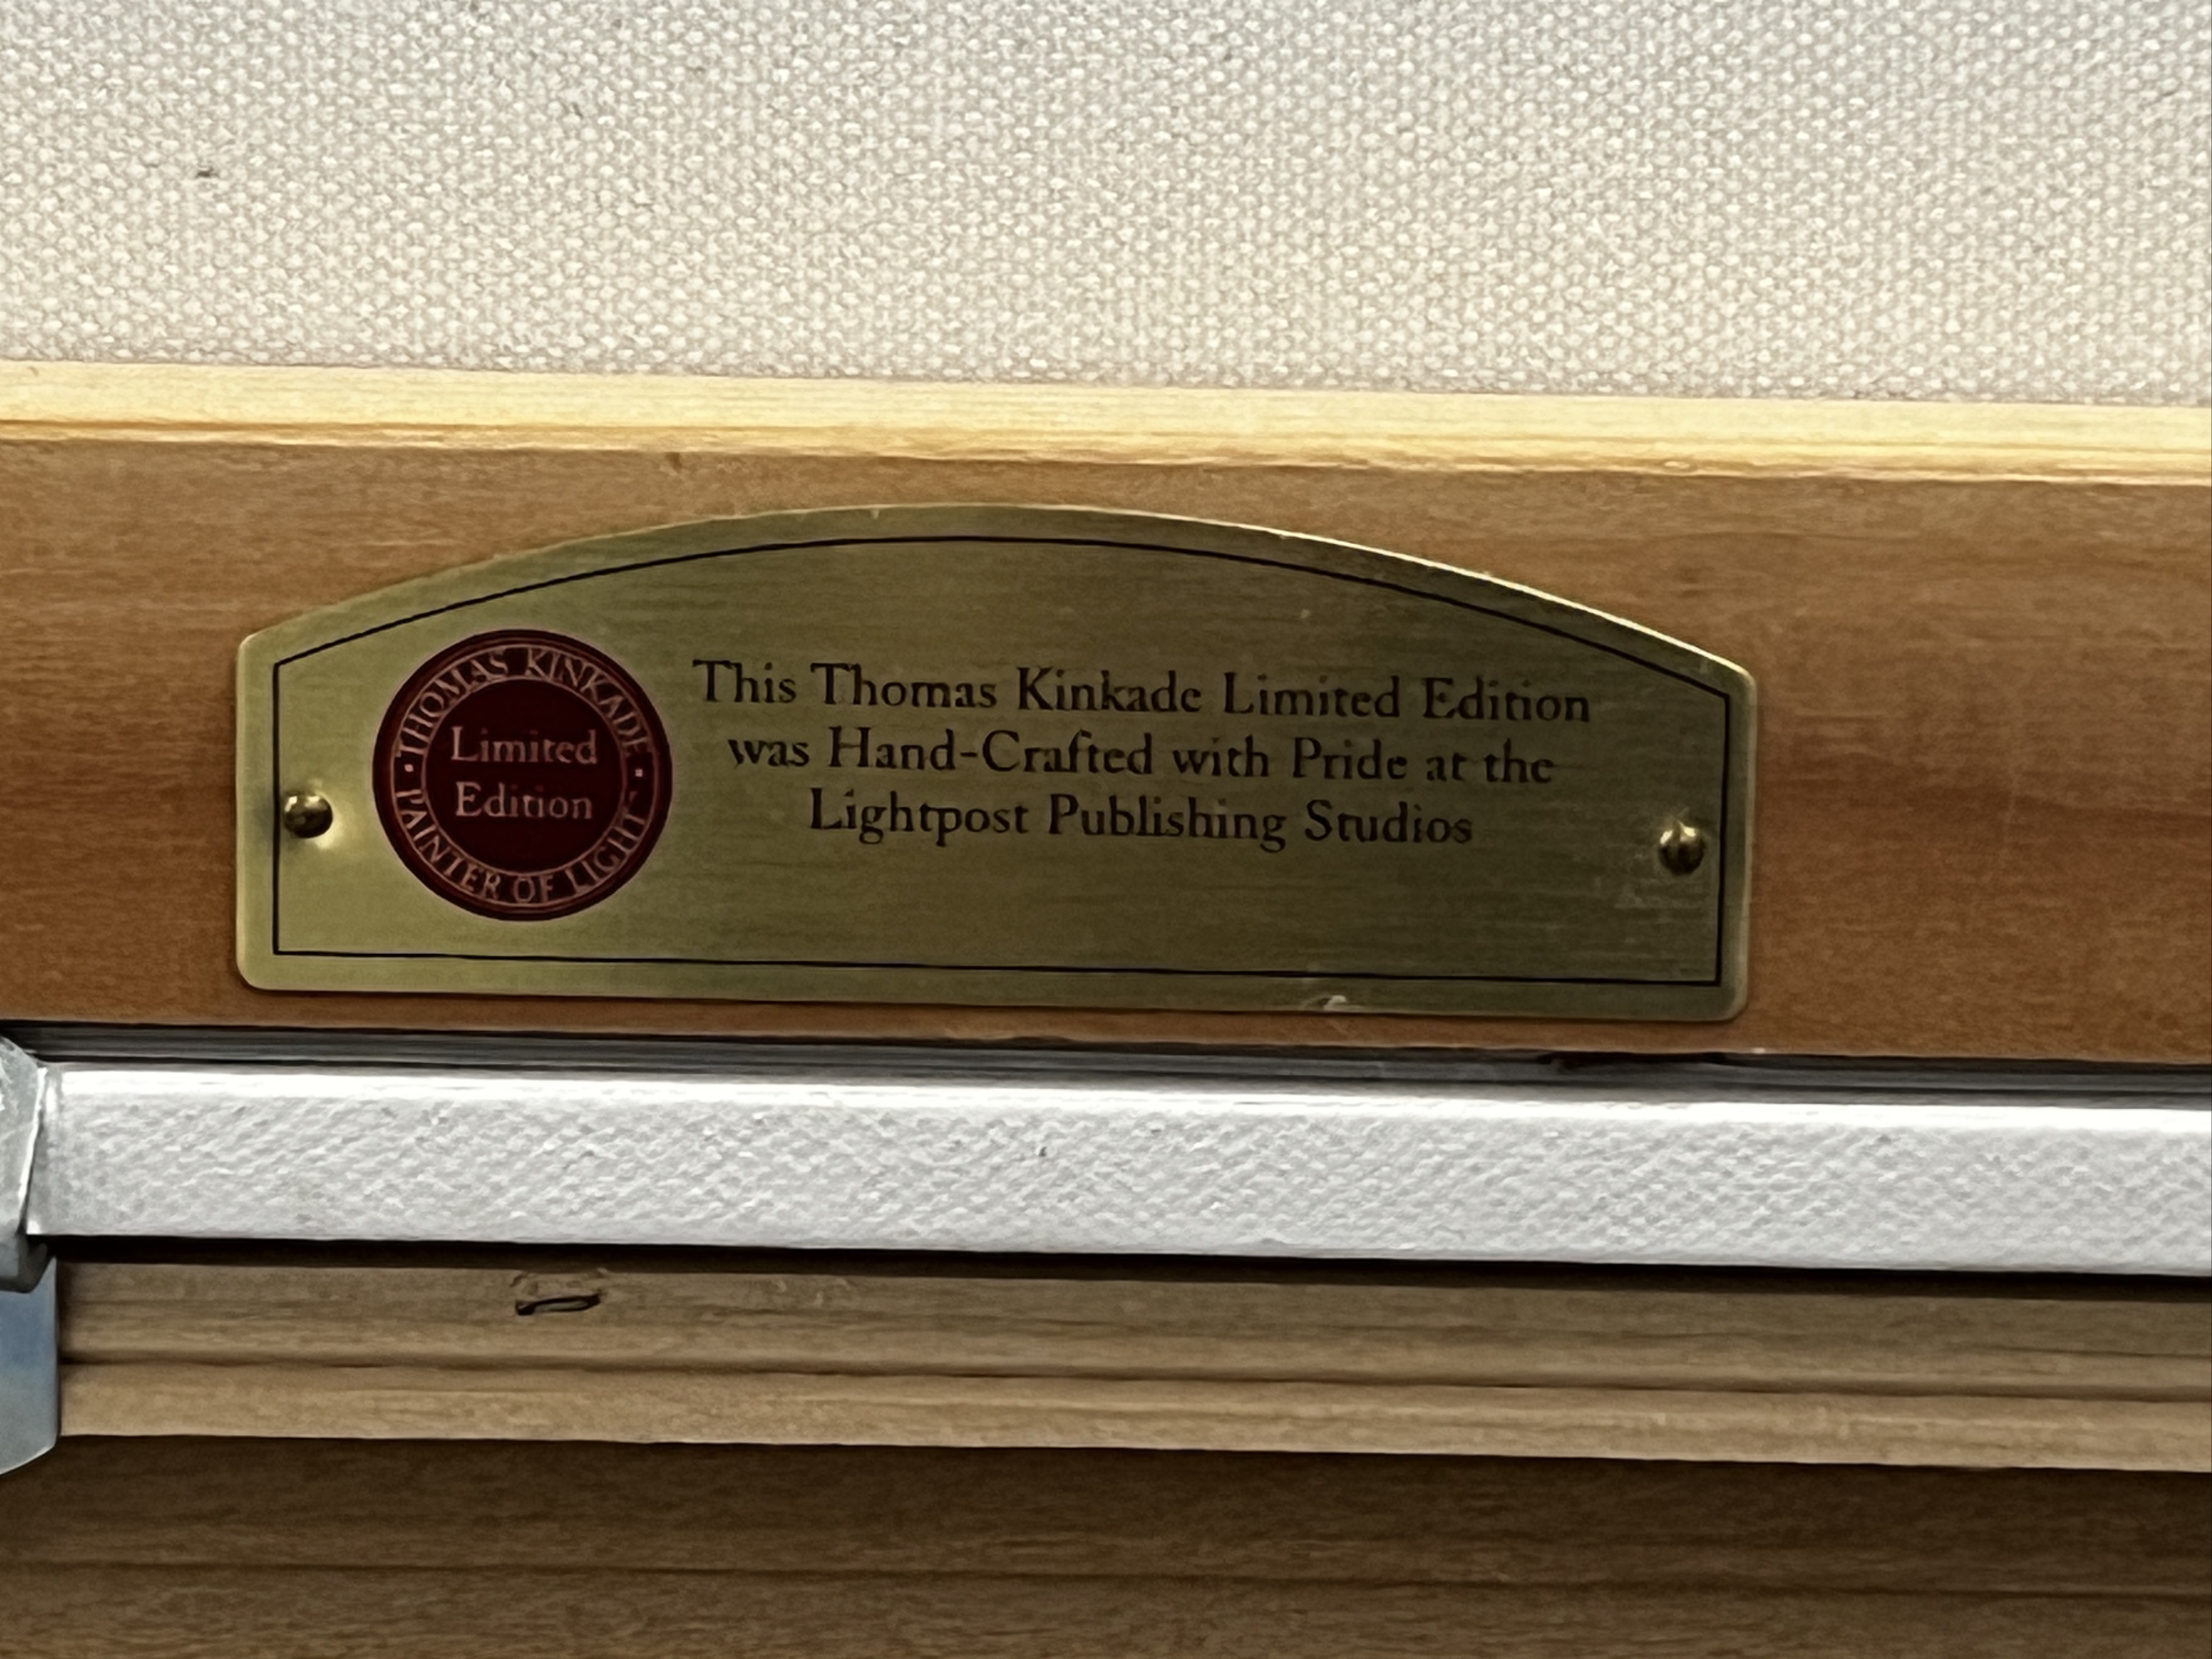 THOMAS KINKADE
Limited
Edition
PAINTER OF LIGHT
This Thomas Kinkade Limited Edition
was Hand-Crafted with Pride at the
Lightpost Publishing Studios